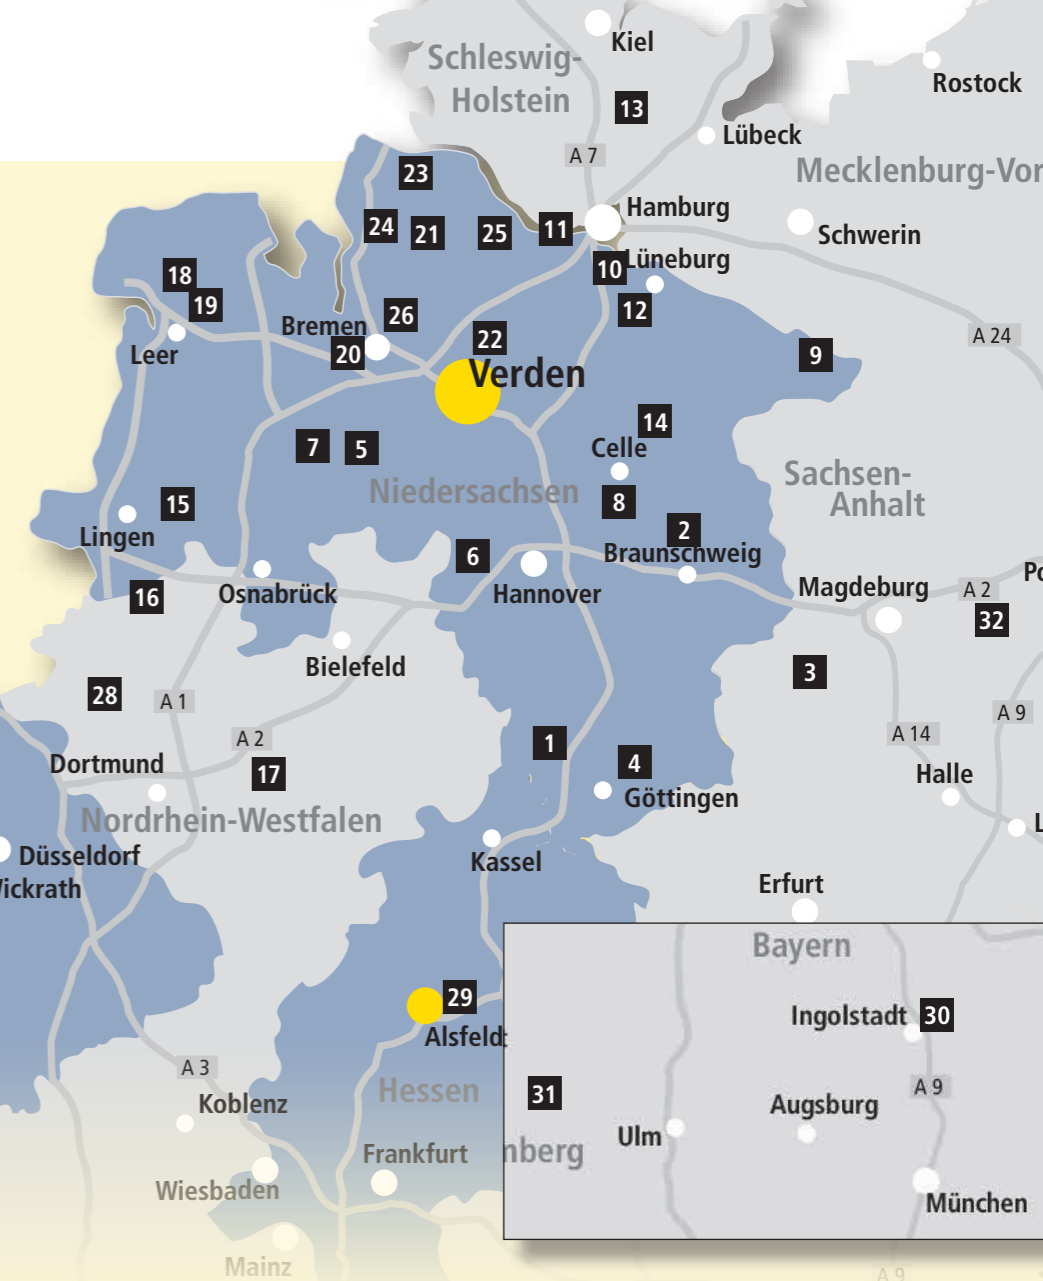 Kiel
Schleswig-
Holstein
Rostock
13
Lübeck
A 7
Mecklenburg-Vor
23
Hamburg
24
21
25
11
Schwerin
10
Lüneburg
18
19
12
26
Bremen
22
A 24
Leer
20
9
Verden
14
7
5
Celle
Sachsen-
Anhalt
Niedersachsen
15
8
2
Lingen
6
Braunschweig
16
Osnabrück
Hannover
Magdeburg
A 2
Po
32
Bielefeld
3
28
A 1
A 9
A 2
1
A 14
Dortmund
17
4
Halle
Göttingen
Nordrhein-Westfalen
L
Düsseldorf
Kassel
Wickrath
Erfurt
Bayern
29
Ingolstadt
30
Alsfeld
A 3
Hessen
31
A 9
Koblenz
Augsburg
Ulm
nberg
Frankfurt
Wiesbaden
München
Mainz
A 9